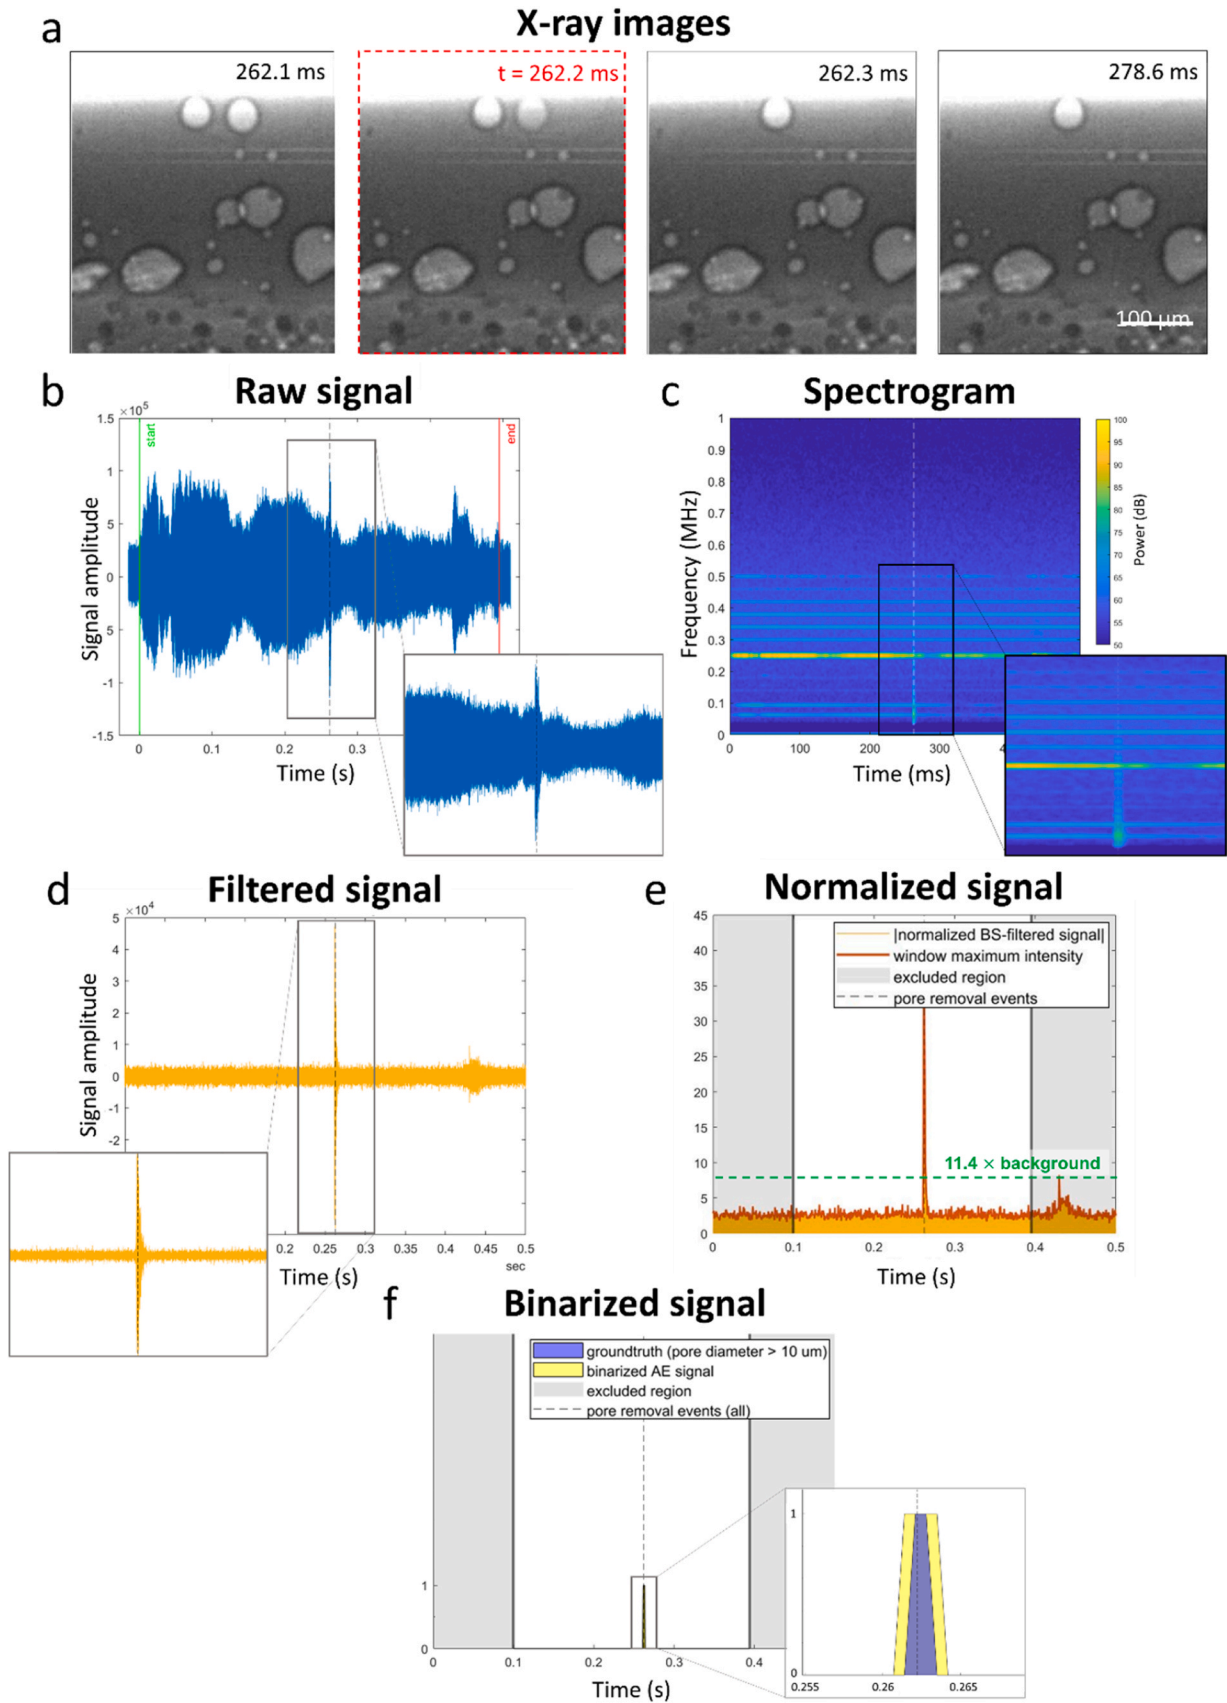 a
X-ray images
262.1 ms
t = 262.2 ms
262.3 ms
278.6 ms
100 µm
b
Raw signal
×10⁵
1.5
1
5
0
5
-1
-1.5
Signal amplitude
start
end
0
0.1
0.2
0.3
Time (s)
c
Spectrogram
1
0.9
0.8
0.7
0.6
0.5
0.4
0.3
0.2
0.1
0
Frequency (MHz)
0
100
200
300
Time (ms)
100
95
90
85
80
75
70
65
60
55
50
Power (dB)
d
Filtered signal
×10⁴
5
4
3
2
1
0
-1
-2
Signal amplitude
0.2
0.25
0.3
0.35
0.4
0.45
0.5
sec
Time (s)
e
Normalized signal
45
40
35
30
25
20
15
10
5
0
|normalized BS-filtered signal|
window maximum intensity
excluded region
pore removal events
11.4 × background
0
0.1
0.2
0.3
0.4
0.5
Time (s)
f
Binarized signal
groundtruth (pore diameter > 10 um)
binarized AE signal
excluded region
pore removal events (all)
1
0
0
0.1
0.2
0.3
0.4
Time (s)
1
0
0.255
0.26
0.265